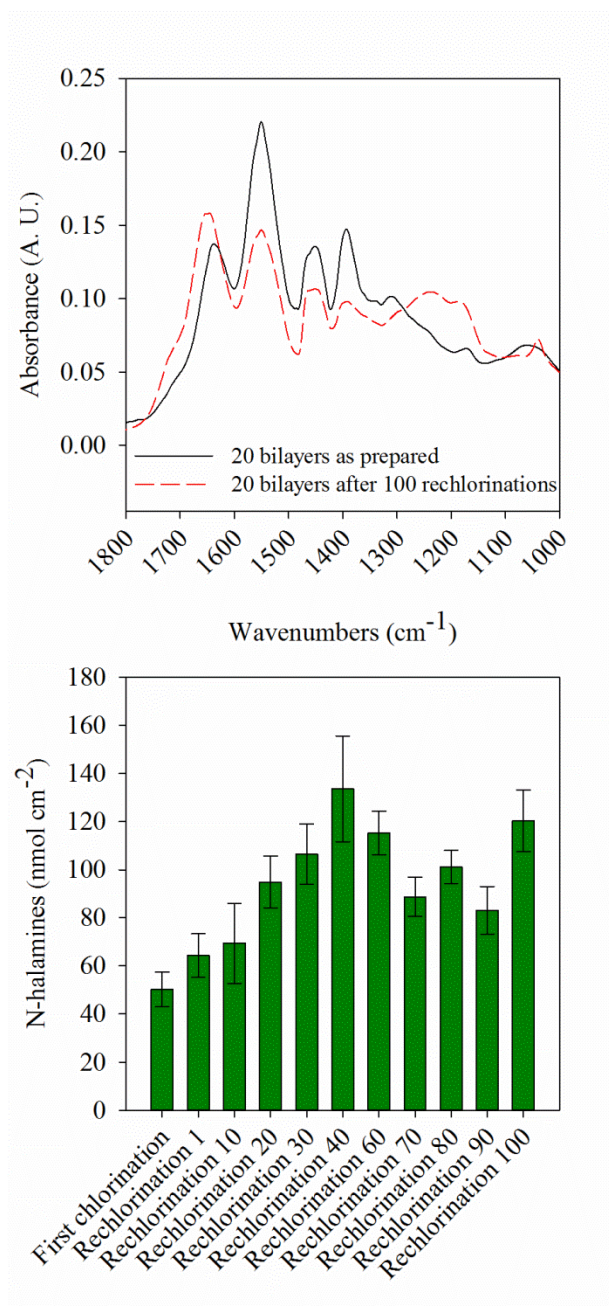 0.25
0.20
0.15
0.10
0.05
0.00
Absorbance (A. U.)
20 bilayers as prepared
20 bilayers after 100 rechlorinations
1800
1700
1600
1500
1400
1300
1200
1100
1000
Wavenumbers (cm-1)
180
160
140
120
100
80
60
40
20
0
N-halamines (nmol cm-2)
First chlorination
Rechlorination 1
Rechlorination 10
Rechlorination 20
Rechlorination 30
Rechlorination 40
Rechlorination 60
Rechlorination 70
Rechlorination 80
Rechlorination 90
Rechlorination 100